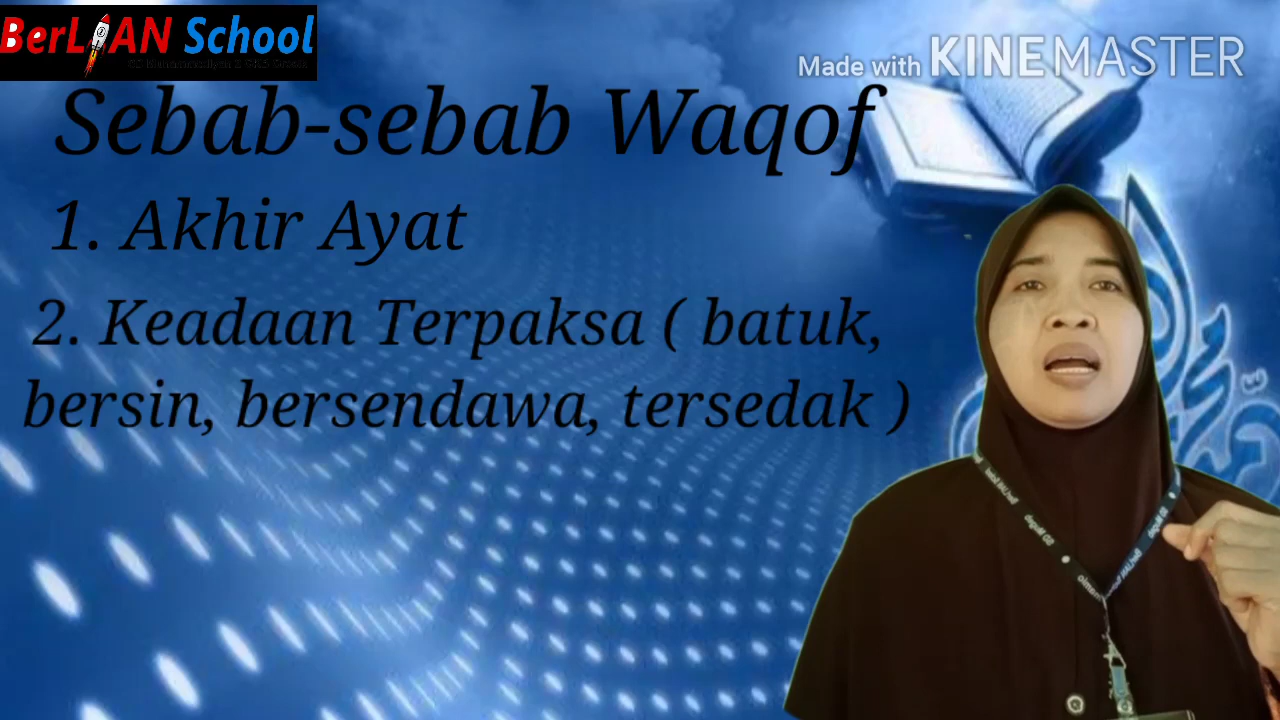 BerLIAN School
Made with KINEMASTER
Sebab-sebab Waqof
1. Akhir Ayat
2. Keadaan Terpaksa ( batuk,
bersin, bersendawa, tersedak )